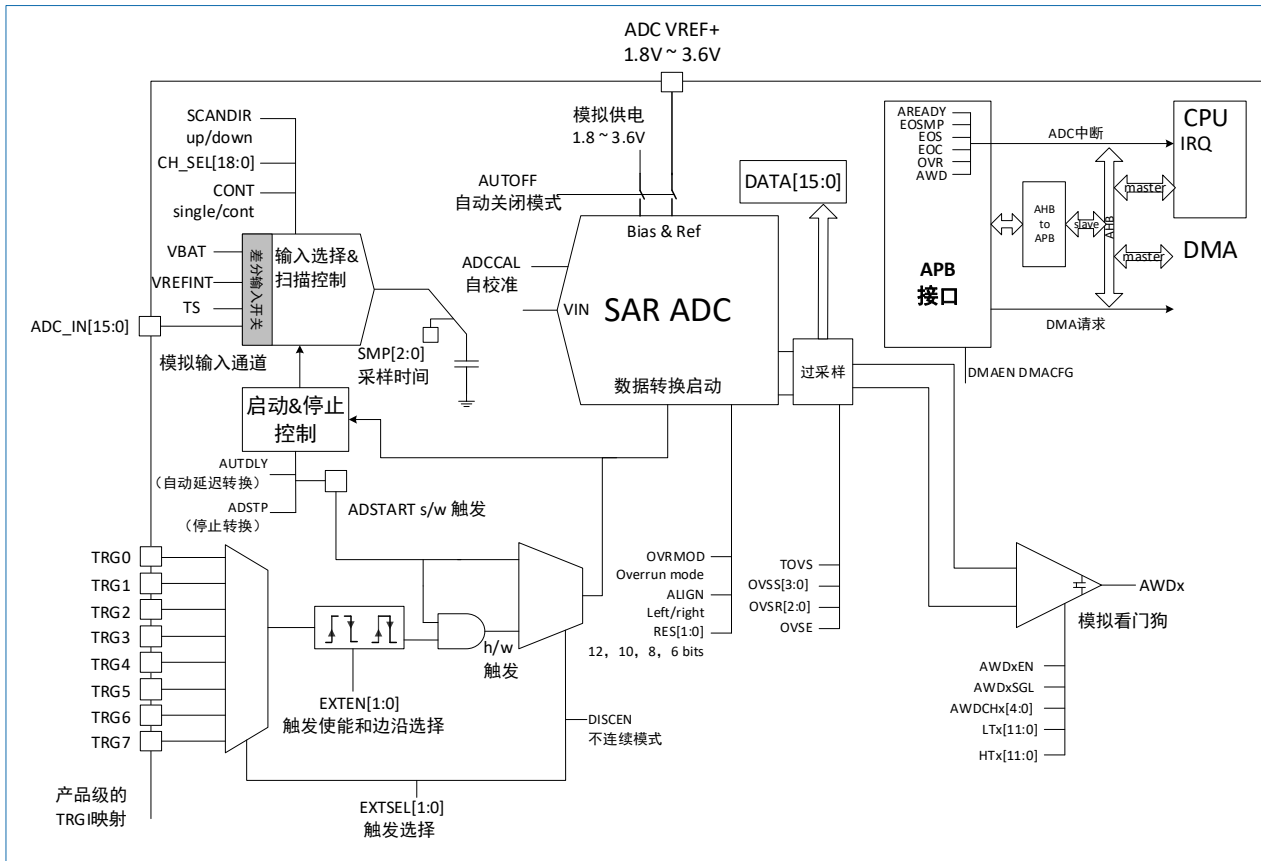 ADC VREF+
1.8V ~ 3.6V
SCANDIR
up/down
CH_SEL[18:0]
CONT
single/cont
VBAT
VREFINT
TS
ADC_IN[15:0]
模拟输入通道
差分输入开关
输入选择&
扫描控制
SMP[2:0]
采样时间
模拟供电
1.8 ~ 3.6V
AUTOFF
自动关闭模式
ADCCAL
自校准
Bias & Ref
VIN
SAR ADC
数据转换启动
DATA[15:0]
过采样
AREADY
EOSMP
EOS
EOC
OVR
AWD
APB
接口
ADC中断
CPU
IRQ
AHB
to
APB
slave
AHB
master
master
DMA
DMA请求
DMAEN DMACFG
启动&停止
控制
AUTDLY
（自动延迟转换）
ADSTP
（停止转换）
ADSTART s/w 触发
TRG0
TRG1
TRG2
TRG3
TRG4
TRG5
TRG6
TRG7
产品级的
TRGI映射
EXTEN[1:0]
触发使能和边沿选择
h/w
触发
EXTSEL[1:0]
触发选择
DISCEN
不连续模式
OVRMOD
Overrun mode
ALIGN
Left/right
RES[1:0]
12，10，8，6 bits
TOVS
OVSS[3:0]
OVSR[2:0]
OVSE
AWDx
模拟看门狗
AWDxEN
AWDxSGL
AWDCHx[4:0]
LTx[11:0]
HTx[11:0]